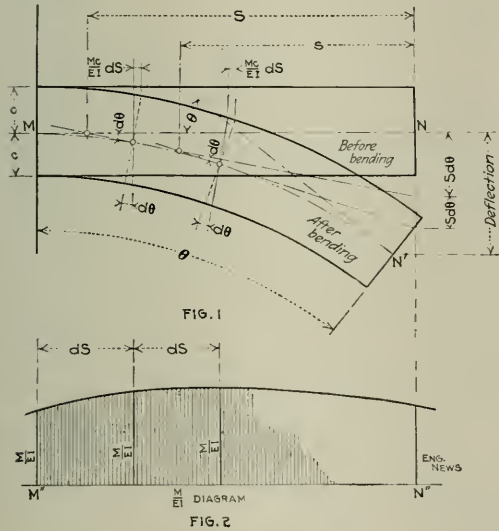 S
s
Mc/EI dS
Mc/EI dS
c
M
c
dθ
θ
dθ
N
Before bending
Sdθ
Sdθ
Deflection
dθ
dθ
After bending
N'
θ
FIG. 1
dS
dS
M/EI
M/EI
M/EI
ENG. NEWS
M"
M/EI DIAGRAM
N"
FIG. 2